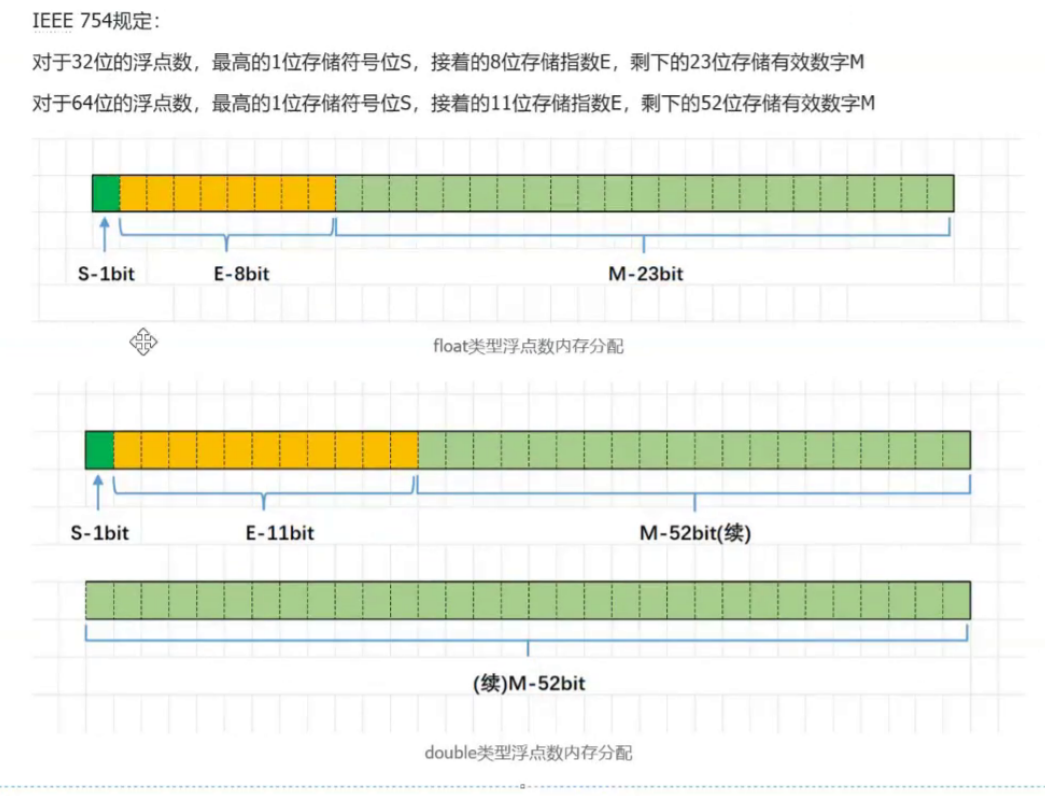 IEEE 754规定：
对于32位的浮点数，最高的1位存储符号位S，接着的8位存储指数E，剩下的23位存储有效数字M
对于64位的浮点数，最高的1位存储符号位S，接着的11位存储指数E，剩下的52位存储有效数字M
S-1bit E-8bit M-23bit
float类型浮点数内存分配
S-1bit E-11bit M-52bit(续)
(续)M-52bit
double类型浮点数内存分配